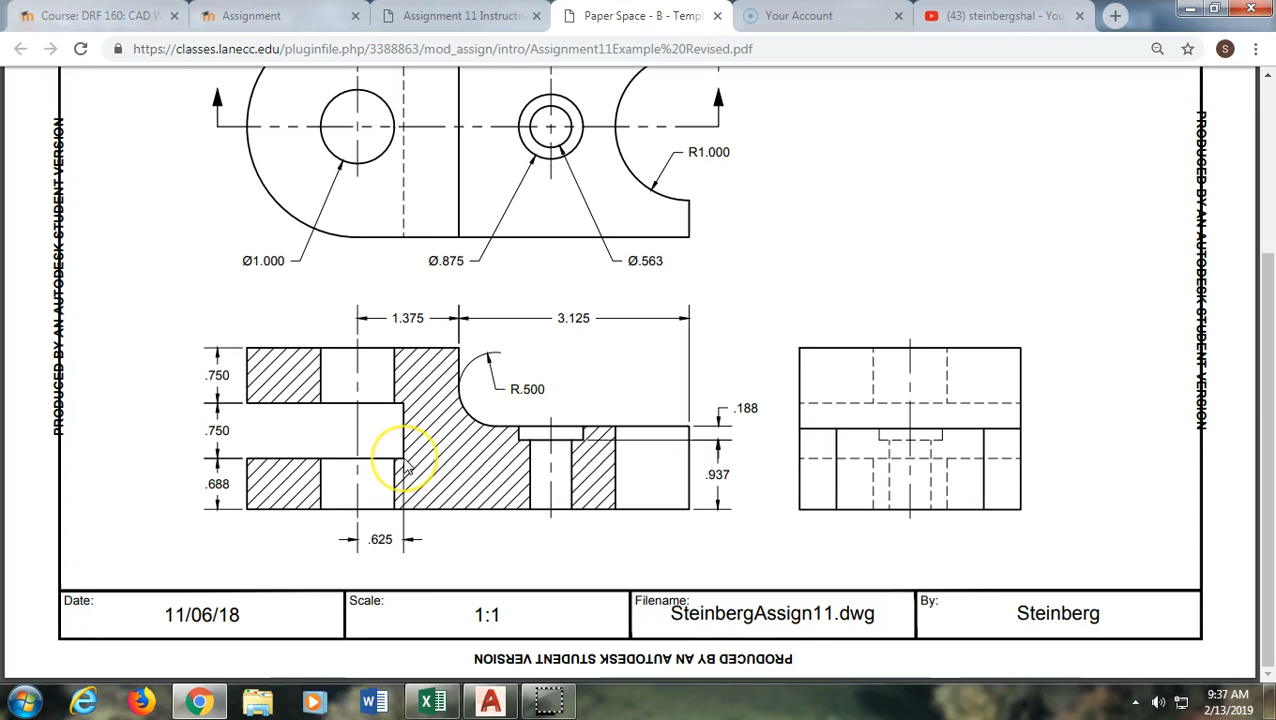 Course: DRF 160: CAD W
Assignment
Assignment 11 Instructi
Paper Space - B - Templ
Your Account
(43) steinbergshal - You
https://classes.lanecc.edu/pluginfile.php/3388863/mod_assign/intro/Assignment11Example%20Revised.pdf
S
PRODUCED BY AN AUTODESK STUDENT VERSION
PRODUCED BY AN AUTODESK STUDENT VERSION
R1.000
Ø1.000
Ø.875
Ø.563
1.375
3.125
.750
R.500
.188
.750
.937
.688
.625
Date:
11/06/18
Scale:
1:1
Filename:
SteinbergAssign11.dwg
By:
Steinberg
PRODUCED BY AN AUTODESK STUDENT VERSION
9:37 AM
2/13/2019